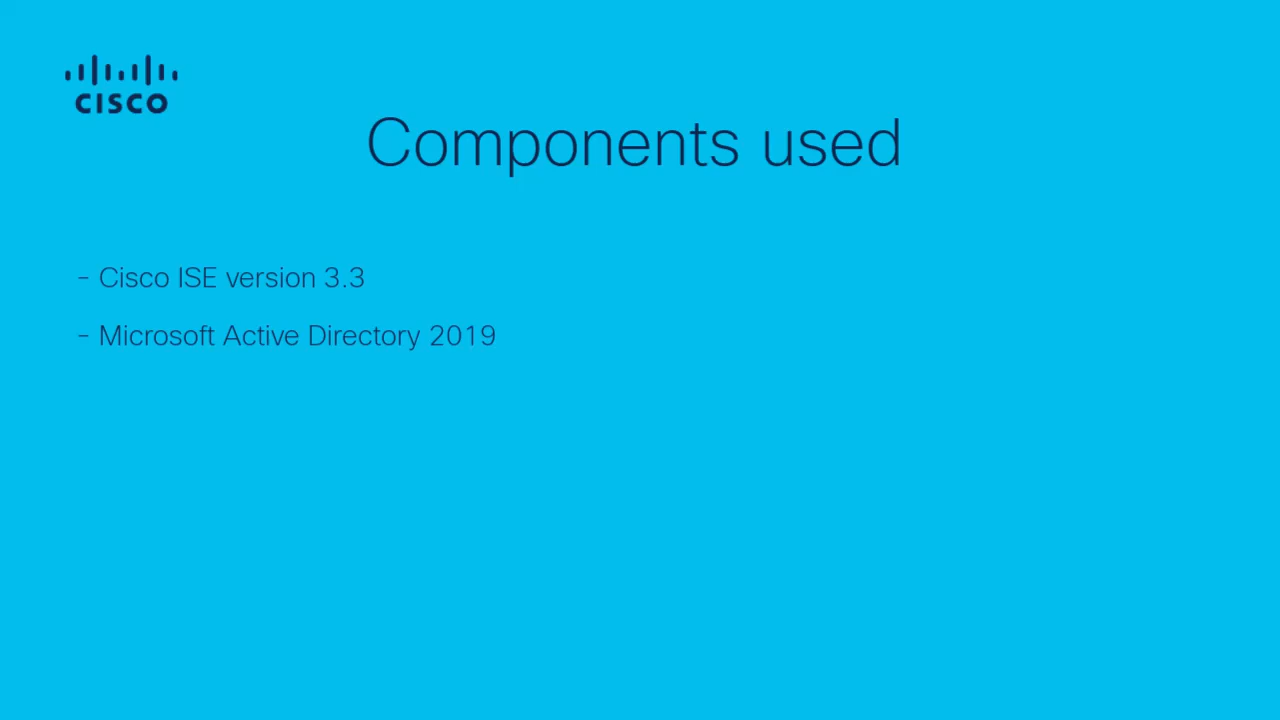 CISCO
Components used
- Cisco ISE version 3.3
- Microsoft Active Directory 2019